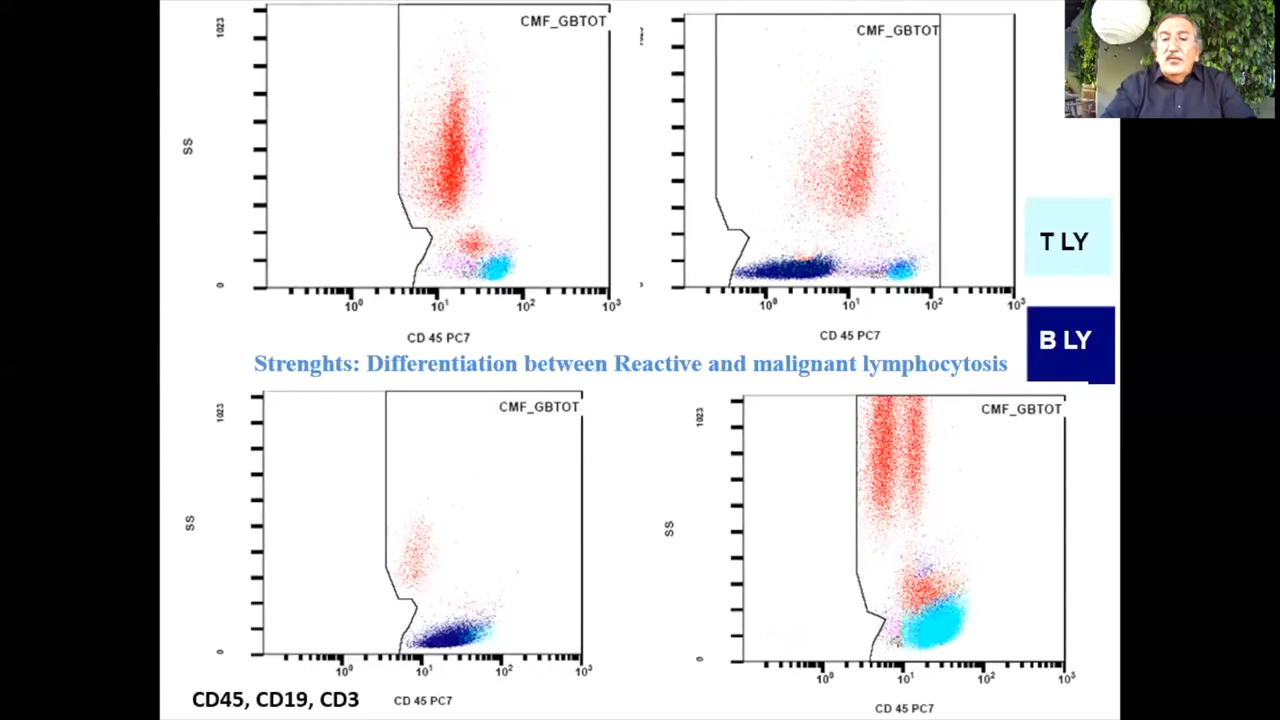 CMF_GBTOT
1023
SS
0
10⁰ 10¹ 10² 10³
CD 45 PC7
CMF_GBTOT
10⁰ 10¹ 10² 10³
CD 45 PC7
T LY
B LY
Strenghts: Differentiation between Reactive and malignant lymphocytosis
CMF_GBTOT
1023
SS
0
10⁰ 10¹ 10² 10³
CD 45 PC7
CMF_GBTOT
1023
SS
0
10⁰ 10¹ 10² 10³
CD 45 PC7
CD45, CD19, CD3